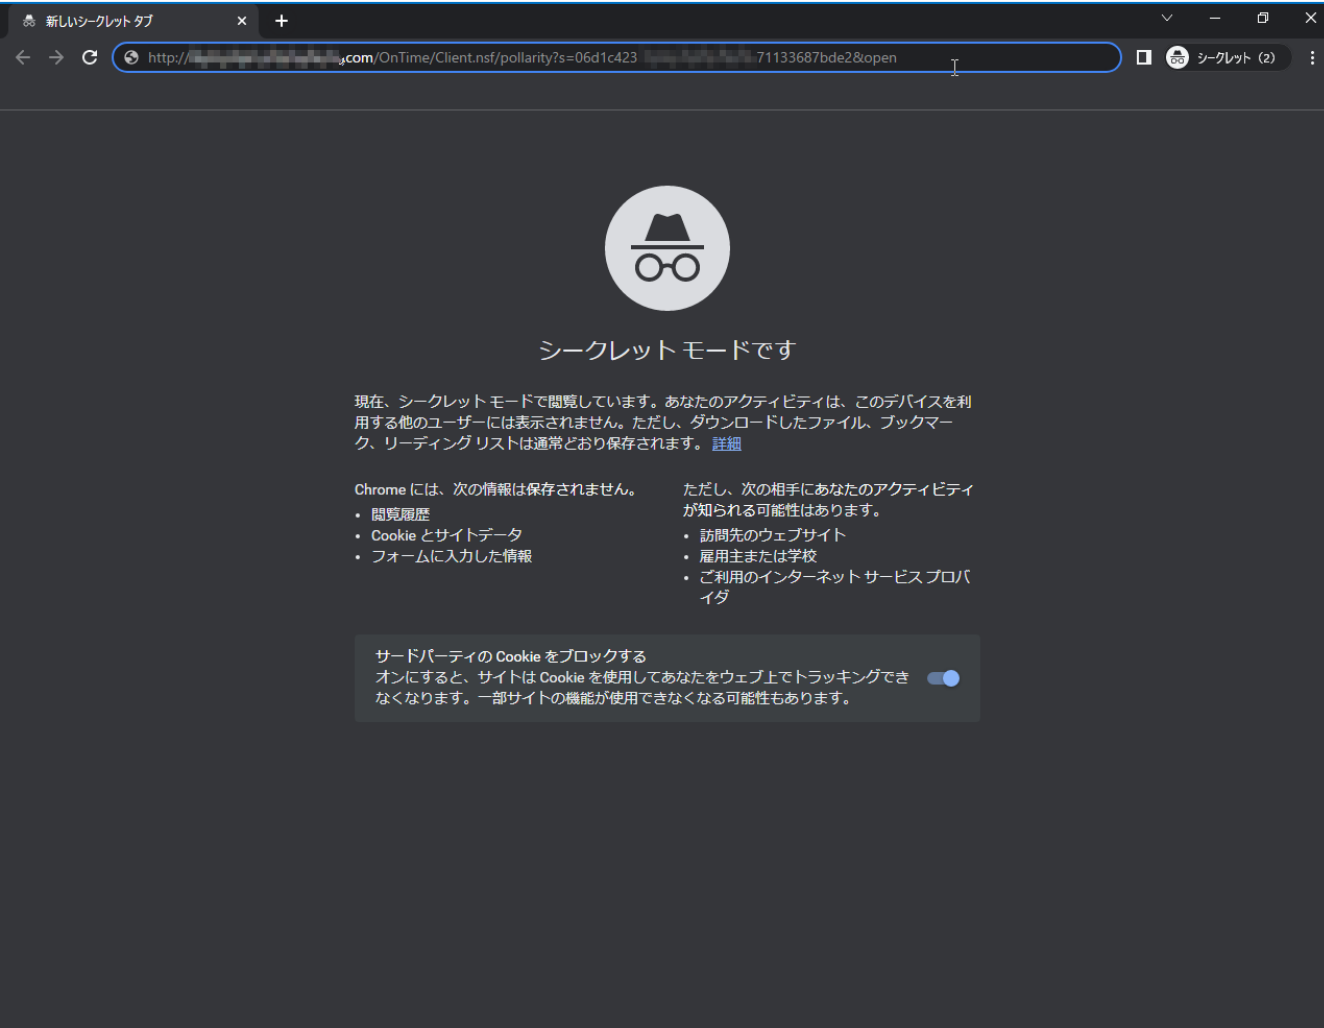 新しいシークレット タブ
http://
.com/OnTime/Client.nsf/pollarity?s=06d1c423
71133687bde2&open
シークレット（2）
シークレット モードです
現在、シークレット モードで閲覧しています。あなたのアクティビティは、このデバイスを利
用する他のユーザーには表示されません。ただし、ダウンロードしたファイル、ブックマー
ク、リーディング リストは通常どおり保存されます。 詳細
Chrome には、次の情報は保存されません。
• 閲覧履歴
• Cookie とサイトデータ
• フォームに入力した情報
ただし、次の相手にあなたのアクティビティ
が知られる可能性はあります。
• 訪問先のウェブサイト
• 雇用主または学校
• ご利用のインターネット サービス プロバ
イダ
サードパーティの Cookie をブロックする
オンにすると、サイトは Cookie を使用してあなたをウェブ上でトラッキングでき
なくなります。一部サイトの機能が使用できなくなる可能性もあります。